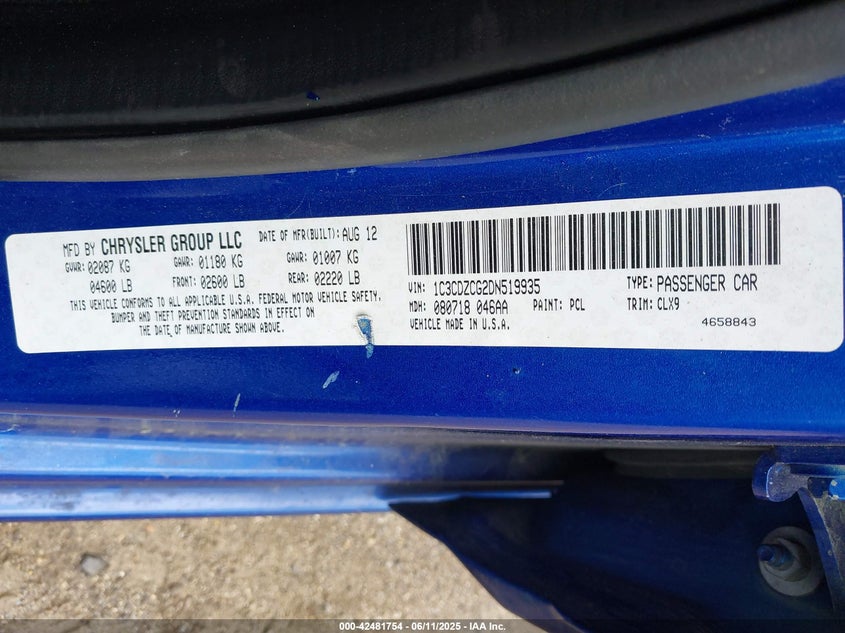 MFD BY CHRYSLER GROUP LLC DATE OF MFR(BUILT): AUG 12
GVWR: 02087 KG GAWR: 01180 KG GAWR: 01007 KG
04600 LB FRONT: 02600 LB REAR: 02220 LB
THIS VEHICLE CONFORMS TO ALL APPLICABLE U.S.A. FEDERAL MOTOR VEHICLE SAFETY,
BUMPER AND THEFT PREVENTION STANDARDS IN EFFECT ON
THE DATE OF MANUFACTURE SHOWN ABOVE.
VIN: 1C3CDZCG2DN519935 TYPE: PASSENGER CAR
MDH: 080718 046AA PAINT: PCL TRIM: CLX9
VEHICLE MADE IN U.S.A. 4658843
000-42481754 - 06/11/2025 - IAA Inc.